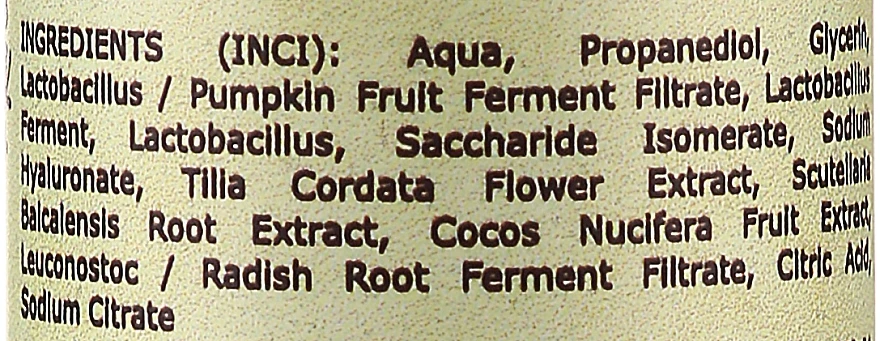 INGREDIENTS (INCI): Aqua, Propanediol, Glycerin,
Lactobacillus / Pumpkin Fruit Ferment Filtrate, Lactobacillus
Ferment, Lactobacillus, Saccharide Isomerate, Sodium
Hyaluronate, Tilia Cordata Flower Extract, Scutellaria
Baicalensis Root Extract, Cocos Nucifera Fruit Extract,
Leuconostoc / Radish Root Ferment Filtrate, Citric Acid,
Sodium Citrate